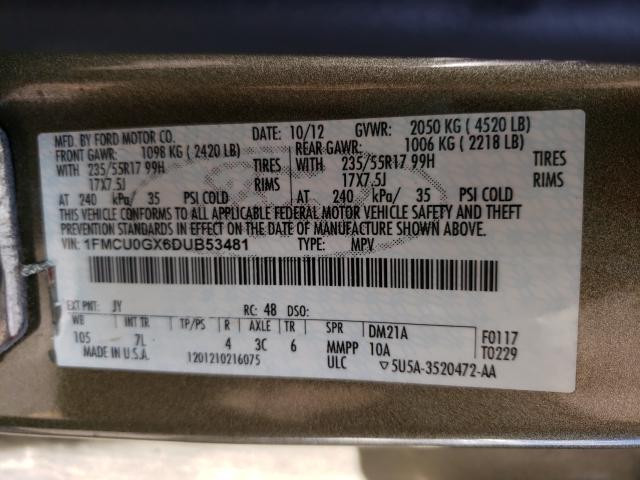 MFD. BY FORD MOTOR CO.
DATE: 10/12 GVWR: 2050 KG (4520 LB)
FRONT GAWR: 1098 KG (2420 LB) REAR GAWR: 1006 KG (2218 LB)
WITH 235/55R17 99H TIRES WITH 235/55R17 99H TIRES
17X7.5J RIMS 17X7.5J RIMS
AT 240 kPa/ 35 PSI COLD AT 240 kPa/ 35 PSI COLD
THIS VEHICLE CONFORMS TO ALL APPLICABLE FEDERAL MOTOR VEHICLE SAFETY AND THEFT
PREVENTION STANDARDS IN EFFECT ON THE DATE OF MANUFACTURE SHOWN ABOVE.
VIN: 1FMCU0GX6DUB53481 TYPE: MPV
EXT PNT: JY RC: 48 DSO:
WB INT TR TP/PS R AXLE TR SPR DM21A F0117
105 7L 4 3C 6 MMPP 10A T0229
MADE IN U.S.A. 1201210216075 ULC ▽5U5A-3520472-AA